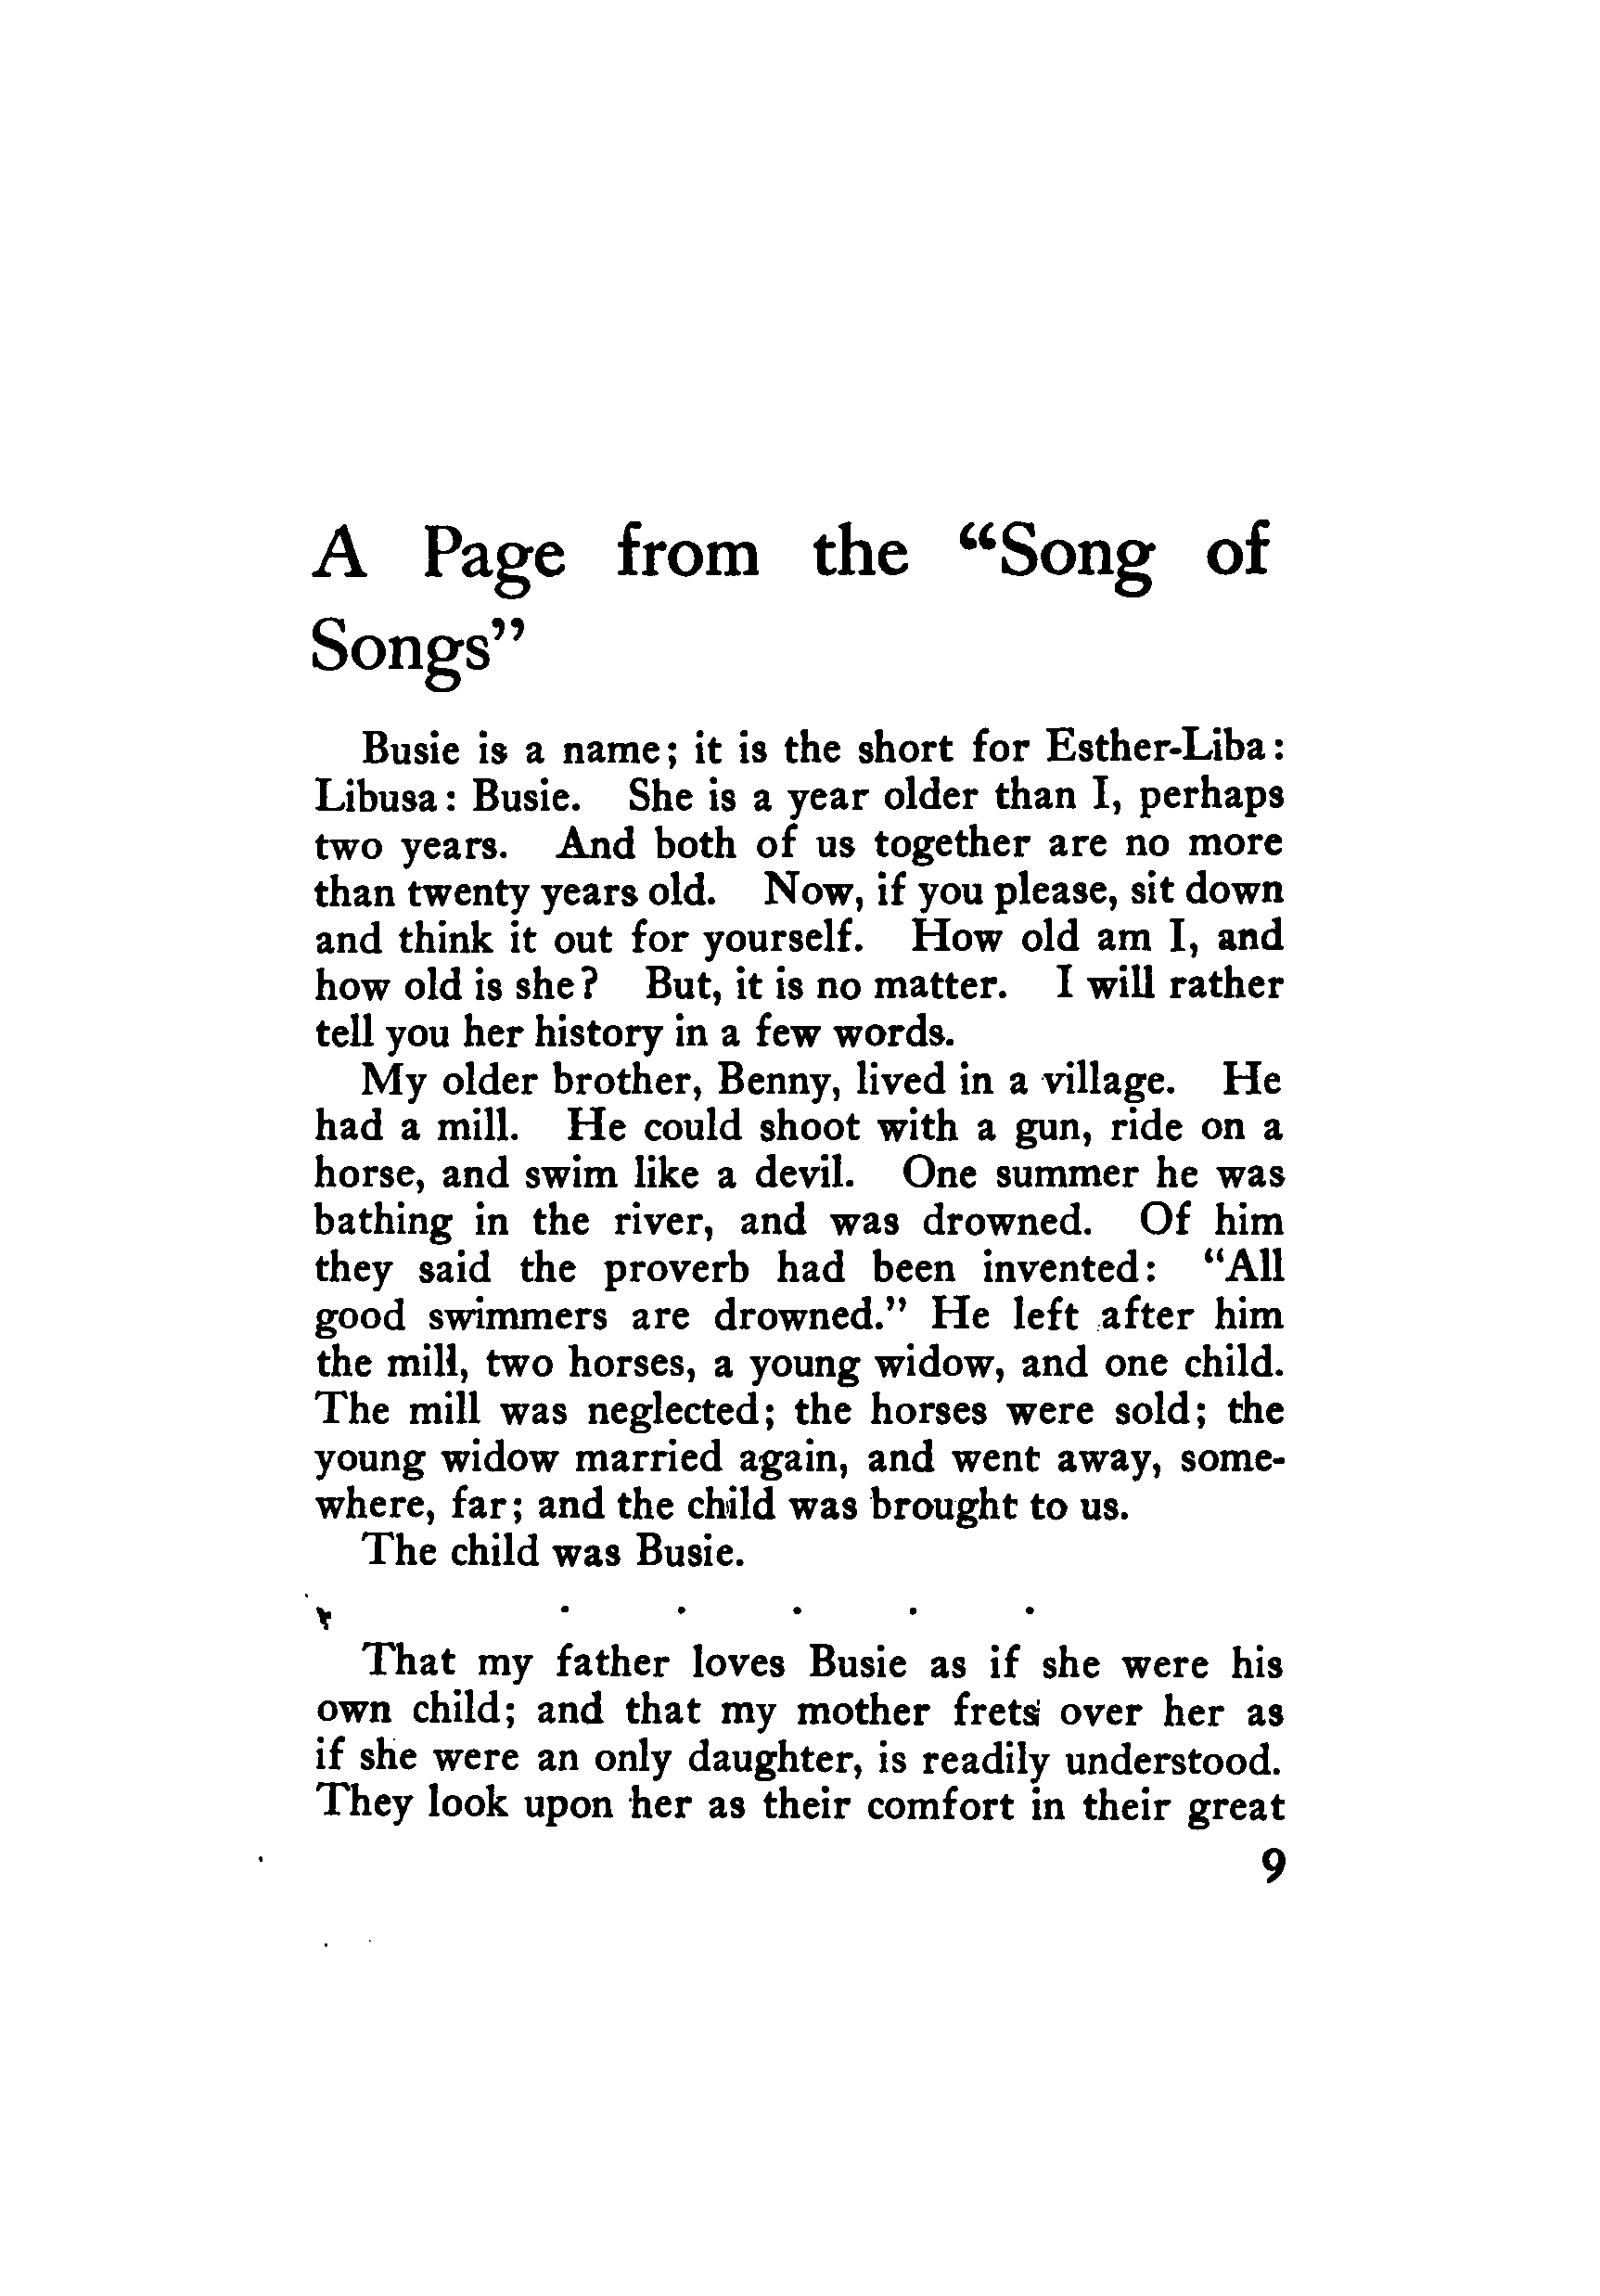 A Page from the “Song of
Songs”
Busie is a name; it is the short for Esther-Liba:
Libusa: Busie. She is a year older than I, perhaps
two years. And both of us together are no more
than twenty years old. Now, if you please, sit down
and think it out for yourself. How old am I, and
how old is she? But, it is no matter. I will rather
tell you her history in a few words.
My older brother, Benny, lived in a village. He
had a mill. He could shoot with a gun, ride on a
horse, and swim like a devil. One summer he was
bathing in the river, and was drowned. Of him
they said the proverb had been invented: “All
good swimmers are drowned.” He left after him
the mill, two horses, a young widow, and one child.
The mill was neglected; the horses were sold; the
young widow married again, and went away, some-
where, far; and the child was brought to us.
The child was Busie.
. . . . .
That my father loves Busie as if she were his
own child; and that my mother frets over her as
if she were an only daughter, is readily understood.
They look upon her as their comfort in their great
9